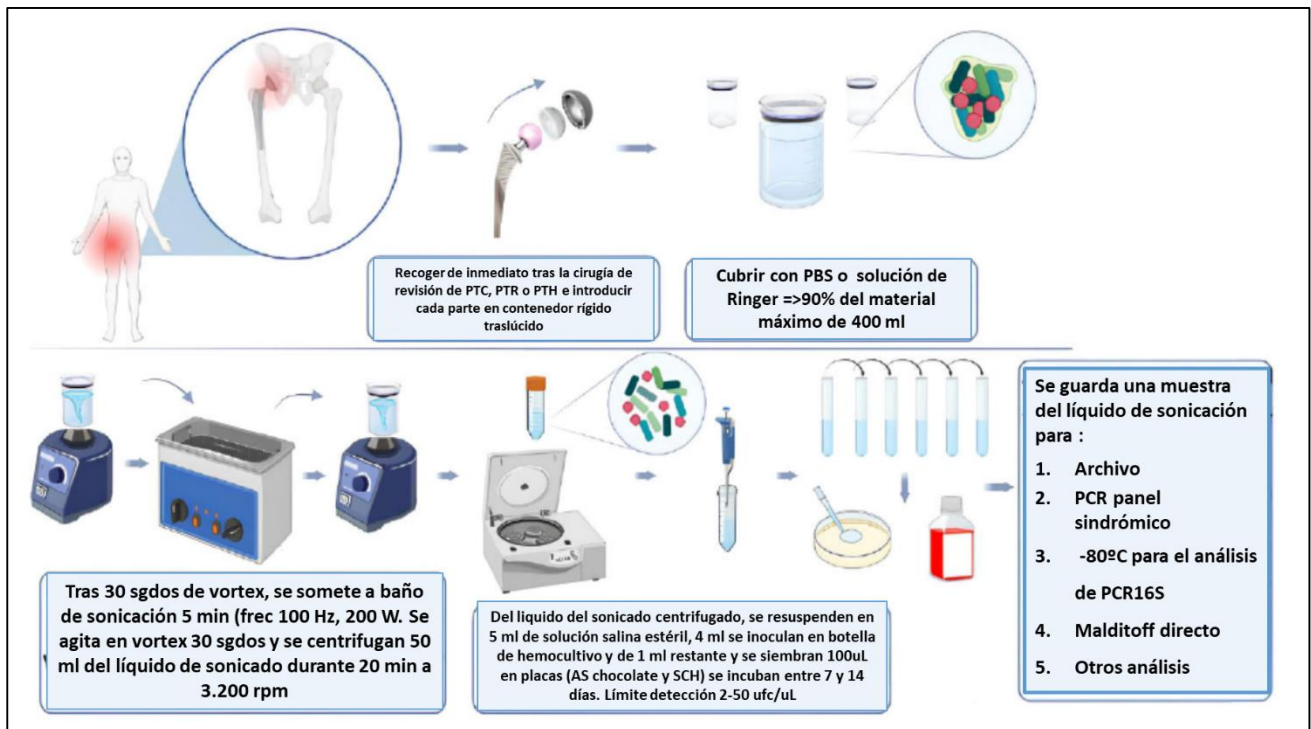 Recoger de inmediato tras la cirugía de
revisión de PTC, PTR o PTH e introducir
cada parte en contenedor rígido
traslúcido
Cubrir con PBS o solución de
Ringer =>90% del material
máximo de 400 ml
Tras 30 sgdos de vortex, se somete a baño
de sonicación 5 min (frec 100 Hz, 200 W. Se
agita en vortex 30 sgdos y se centrifugan 50
ml del líquido de sonicado durante 20 min a
3.200 rpm
Del liquido del sonicado centrifugado, se resuspenden en
5 ml de solución salina estéril, 4 ml se inoculan en botella
de hemocultivo y de 1 ml restante y se siembran 100uL
en placas (AS chocolate y SCH) se incuban entre 7 y 14
días. Límite detección 2-50 ufc/uL
Se guarda una muestra
del líquido de sonicación
para :
1. Archivo
2. PCR panel
sindrómico
3. -80ºC para el análisis
de PCR16S
4. Malditoff directo
5. Otros análisis